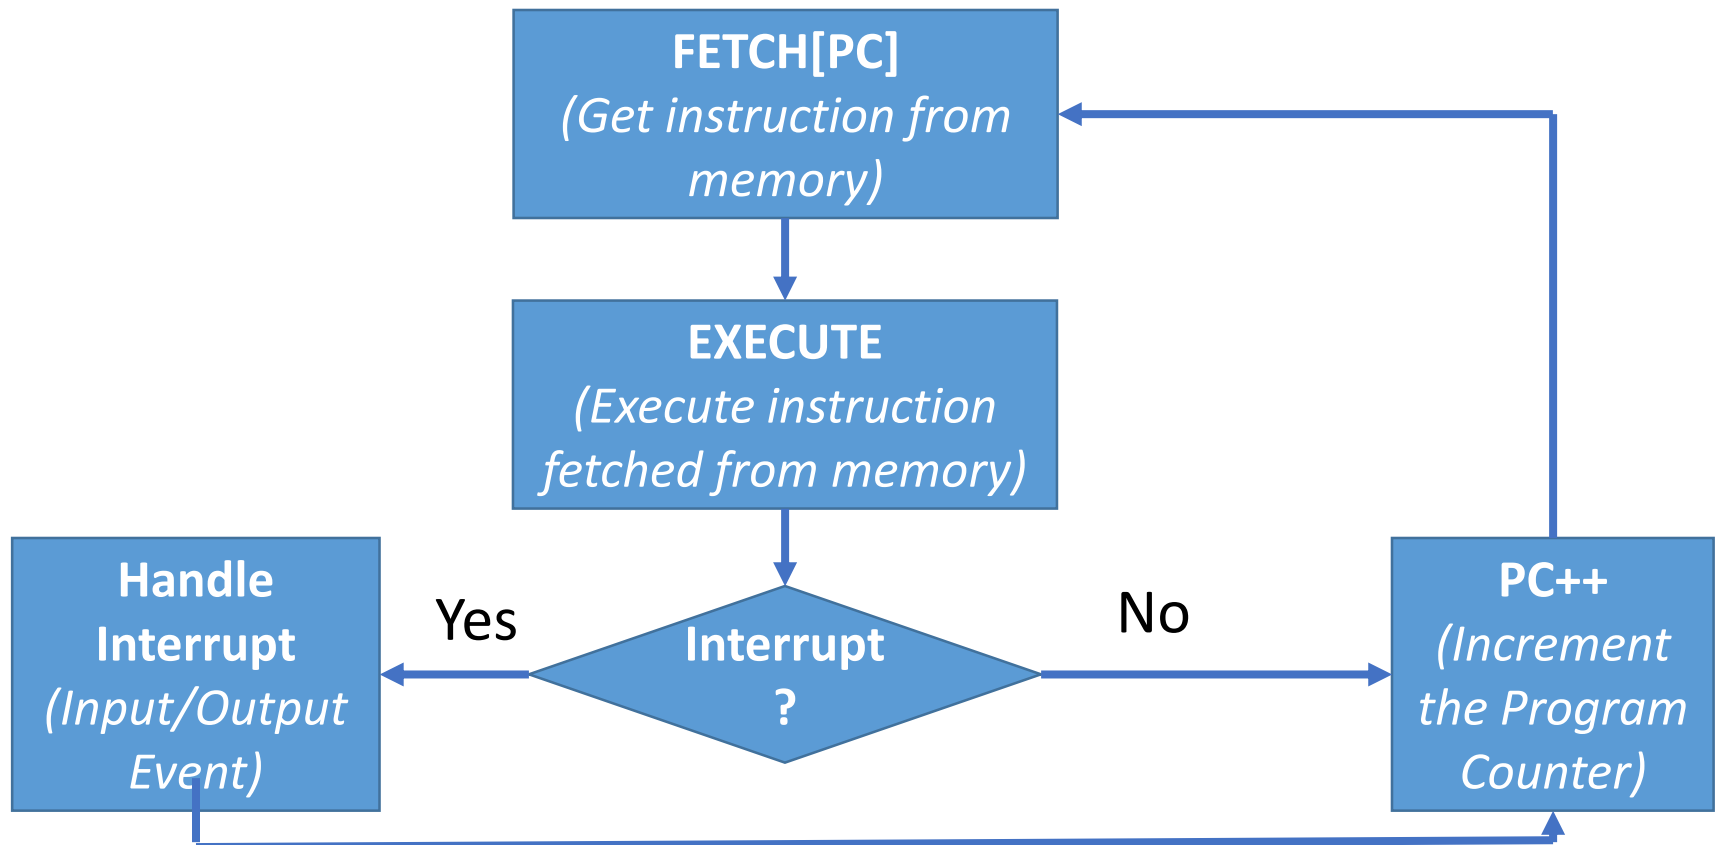 FETCH[PC]
(Get instruction from
memory)
EXECUTE
(Execute instruction
fetched from memory)
Handle
Interrupt
(Input/Output
Event)
Yes
Interrupt
?
No
PC++
(Increment
the Program
Counter)